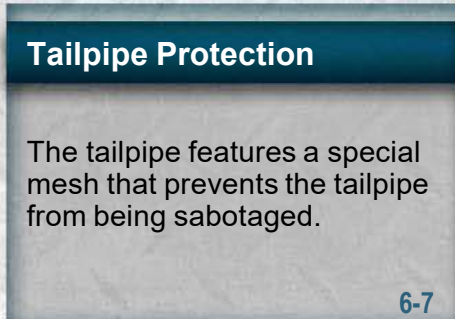 Tailpipe Protection
The tailpipe features a special
mesh that prevents the tailpipe
from being sabotaged.
6-7